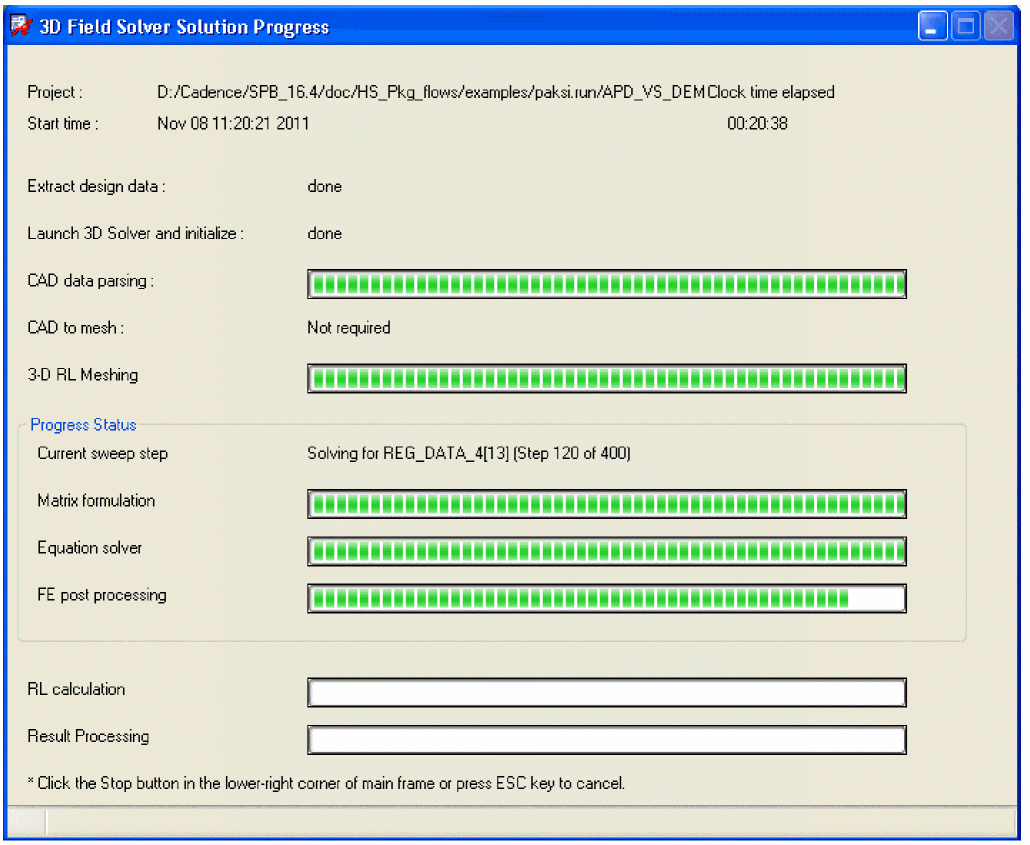 3D Field Solver Solution Progress
Project : D:/Cadence/SPB_16.4/doc/HS_Pkg_flows/examples/paksi.run/APD_VS_DEM Clock time elapsed
Start time : Nov 08 11:20:21 2011 00:20:38
Extract design data : done
Launch 3D Solver and initialize : done
CAD data parsing :
CAD to mesh : Not required
3-D RL Meshing
Progress Status
Current sweep step Solving for REG_DATA_4[13] (Step 120 of 400)
Matrix formulation
Equation solver
FE post processing
RL calculation
Result Processing
* Click the Stop button in the lower-right corner of main frame or press ESC key to cancel.